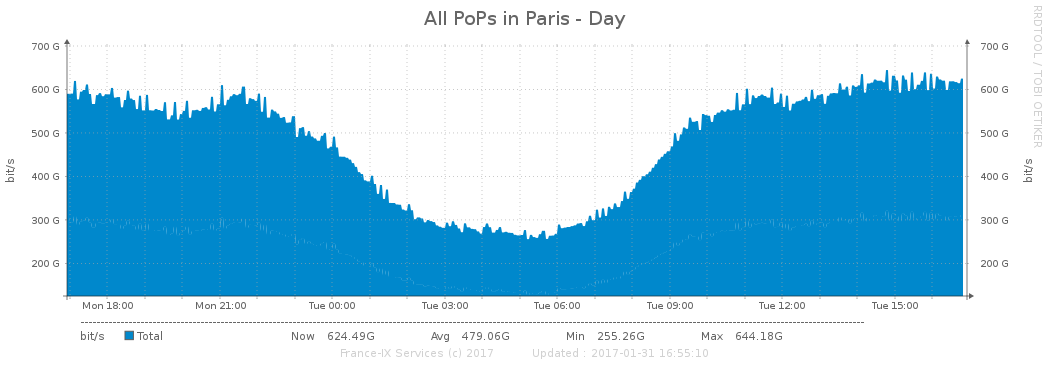 All PoPs in Paris - Day
RRDTOOL / TOBI OETIKER
700 G 700 G
600 G 600 G
500 G 500 G
400 G 400 G
300 G 300 G
200 G 200 G
bit/s bit/s
Mon 18:00 Mon 21:00 Tue 00:00 Tue 03:00 Tue 06:00 Tue 09:00 Tue 12:00 Tue 15:00
bit/s Total Now 624.49G Avg 479.06G Min 255.26G Max 644.18G
France-IX Services (c) 2017 Updated : 2017-01-31 16:55:10